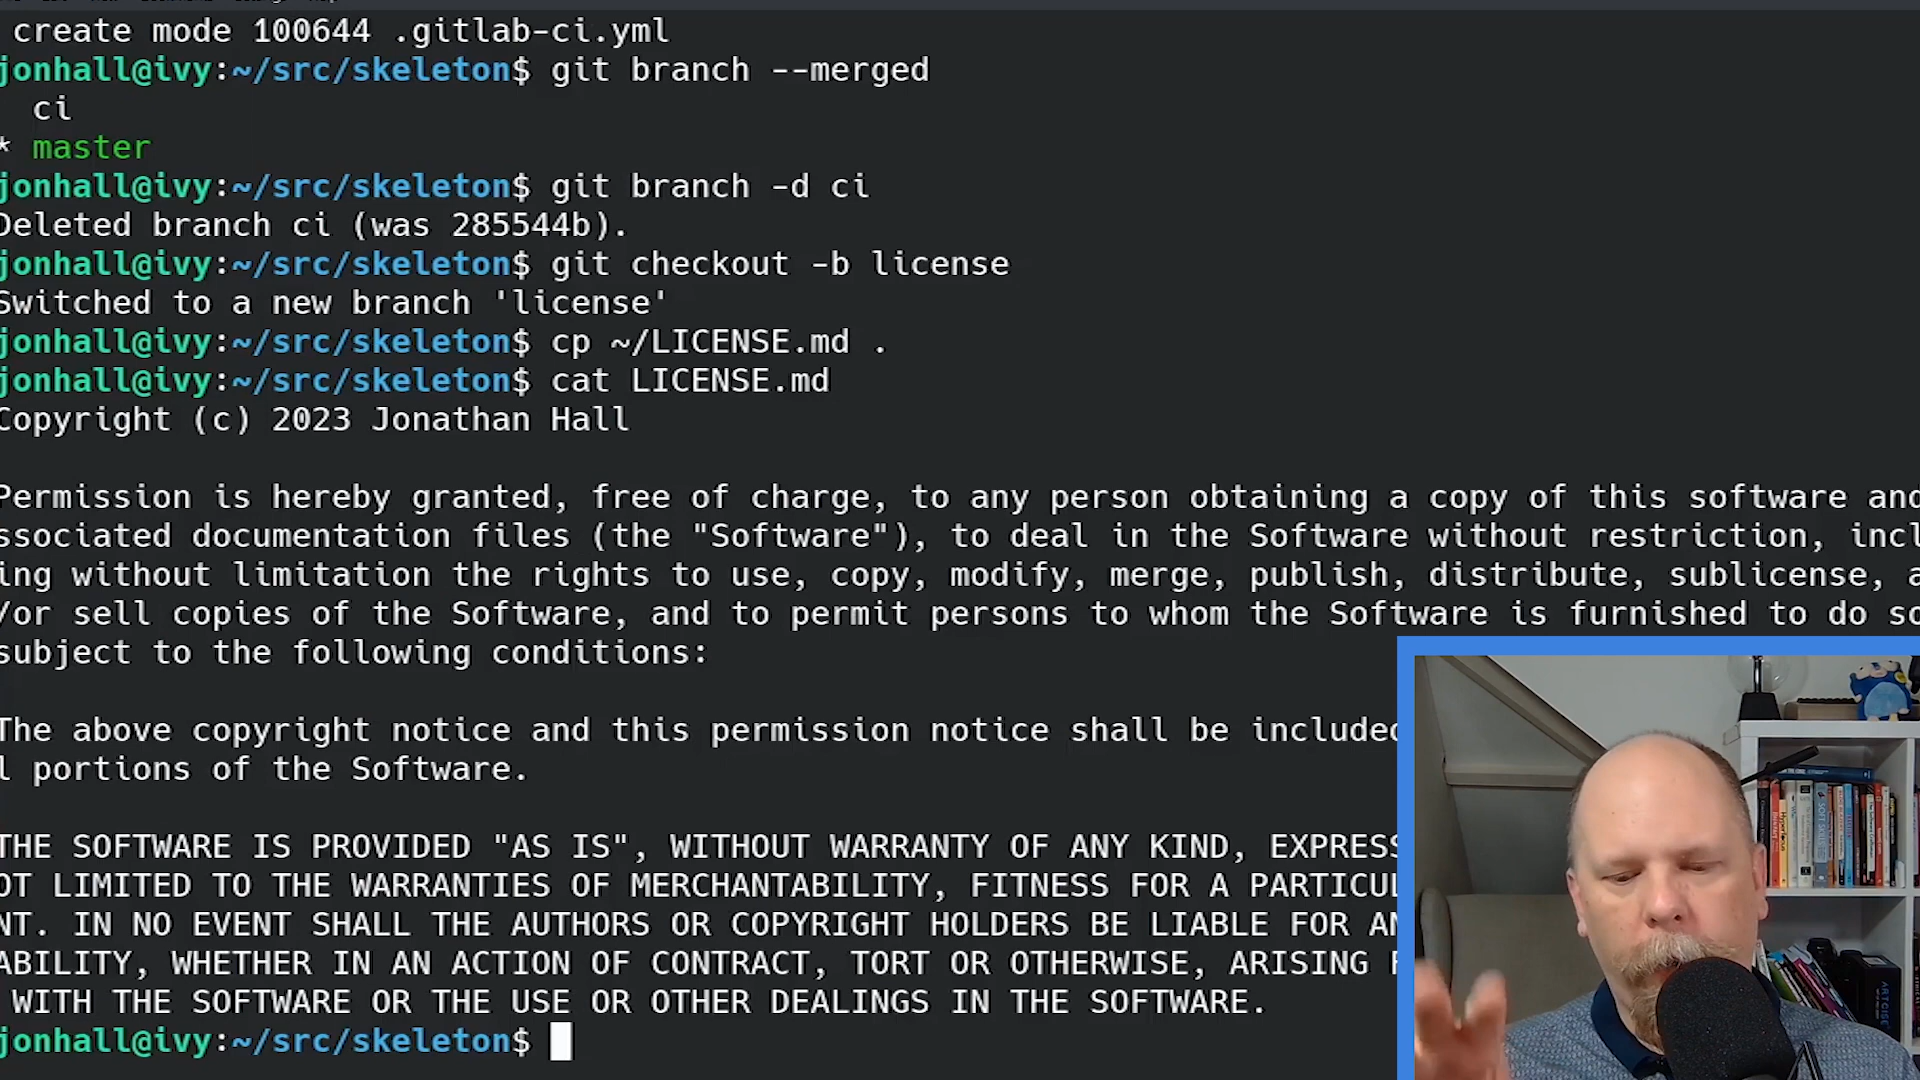 create mode 100644 .gitlab-ci.yml
jonhall@ivy:~/src/skeleton$ git branch --merged
ci
* master
jonhall@ivy:~/src/skeleton$ git branch -d ci
Deleted branch ci (was 285544b).
jonhall@ivy:~/src/skeleton$ git checkout -b license
Switched to a new branch 'license'
jonhall@ivy:~/src/skeleton$ cp ~/LICENSE.md .
jonhall@ivy:~/src/skeleton$ cat LICENSE.md
Copyright (c) 2023 Jonathan Hall
Permission is hereby granted, free of charge, to any person obtaining a copy of this software and
ssociated documentation files (the "Software"), to deal in the Software without restriction, incl
ing without limitation the rights to use, copy, modify, merge, publish, distribute, sublicense, a
/or sell copies of the Software, and to permit persons to whom the Software is furnished to do so
subject to the following conditions:
The above copyright notice and this permission notice shall be included
l portions of the Software.
THE SOFTWARE IS PROVIDED "AS IS", WITHOUT WARRANTY OF ANY KIND, EXPRESS
OT LIMITED TO THE WARRANTIES OF MERCHANTABILITY, FITNESS FOR A PARTICUL
NT. IN NO EVENT SHALL THE AUTHORS OR COPYRIGHT HOLDERS BE LIABLE FOR AN
ABILITY, WHETHER IN AN ACTION OF CONTRACT, TORT OR OTHERWISE, ARISING F
WITH THE SOFTWARE OR THE USE OR OTHER DEALINGS IN THE SOFTWARE.
jonhall@ivy:~/src/skeleton$